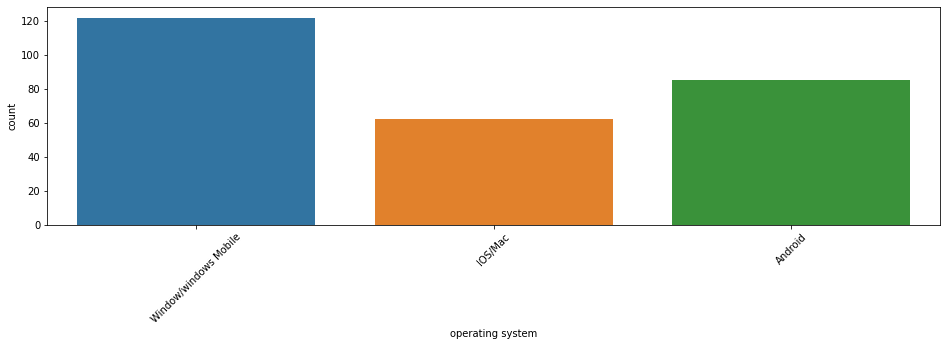 120
100
80
60
40
20
0
count
Window/windows Mobile
IOS/Mac
Android
operating system